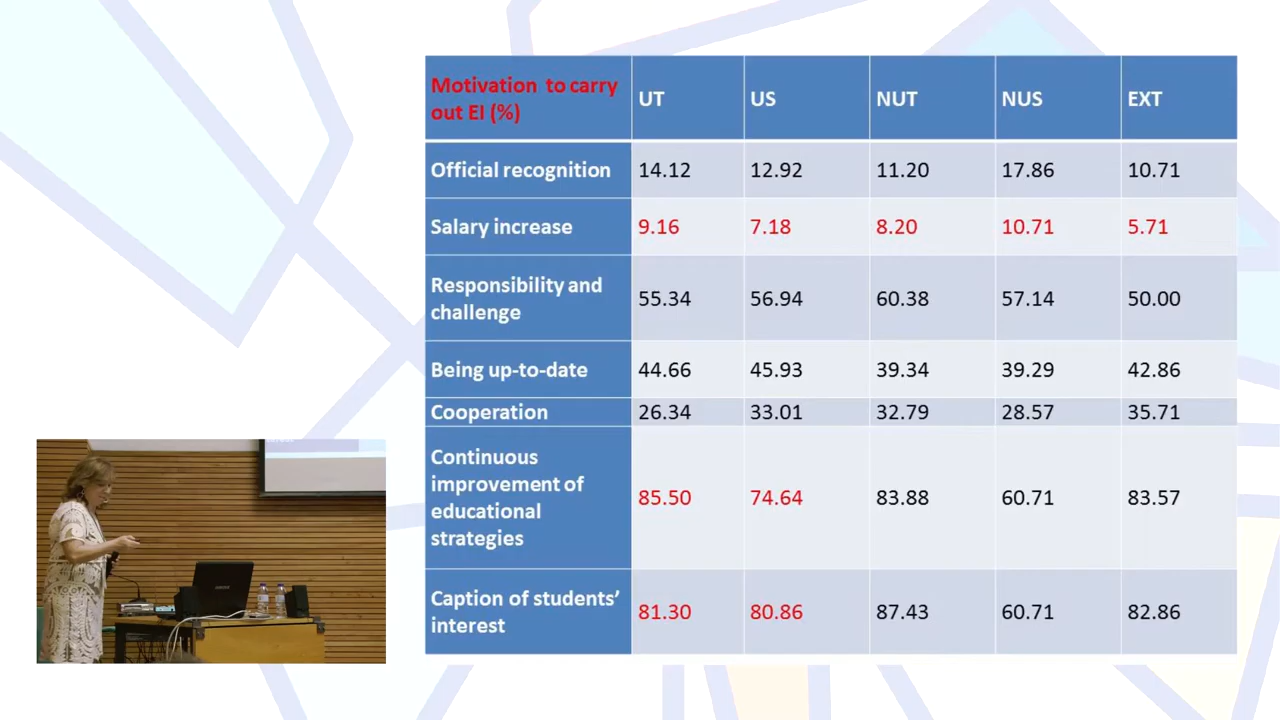 Motivation to carry out EI (%) UT US NUT NUS EXT
Official recognition 14.12 12.92 11.20 17.86 10.71
Salary increase 9.16 7.18 8.20 10.71 5.71
Responsibility and challenge 55.34 56.94 60.38 57.14 50.00
Being up-to-date 44.66 45.93 39.34 39.29 42.86
Cooperation 26.34 33.01 32.79 28.57 35.71
Continuous improvement of educational strategies 85.50 74.64 83.88 60.71 83.57
Caption of students’ interest 81.30 80.86 87.43 60.71 82.86